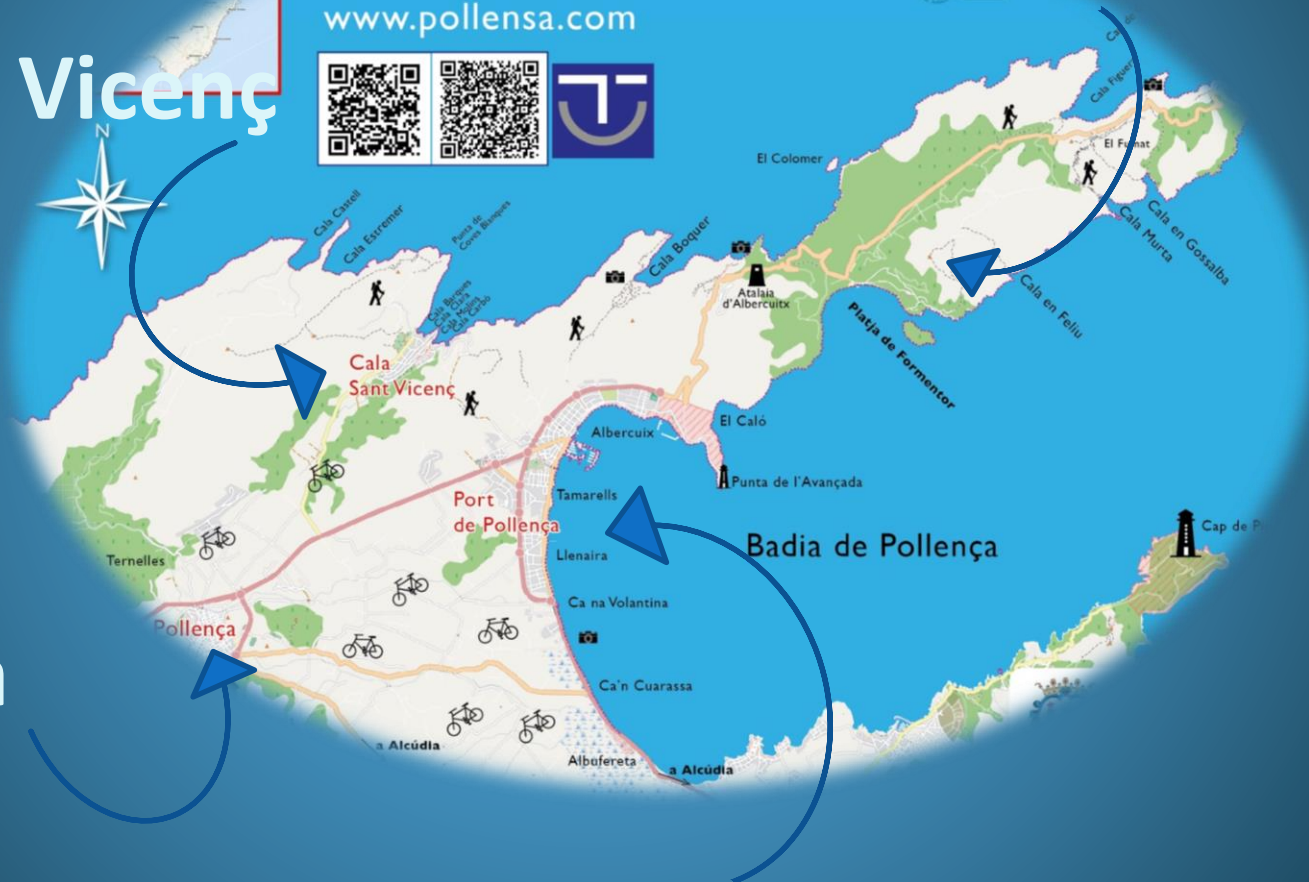 www.pollensa.com
Vicenç
N
El Colomer
Cala Figuera
El Fumat
Cala Castell
Cala Estremer
Punta de
Coves Blanques
Cala Boquer
Cala en Gossalba
Cala Murta
Cala en Feliu
Atalaia
d'Albercuitx
Platja de Formentor
Cala Barques
Cala Clara
Cala Molins
Cala Carbó
Cala
Sant Vicenç
Albercuix
El Caló
Punta de l'Avançada
Port
de Pollença
Tamarells
Badia de Pollença
Cap de
Llenaira
Ternelles
Ca na Volantina
Pollença
Ca'n Cuarassa
a Alcúdia
Albufereta
a Alcúdia